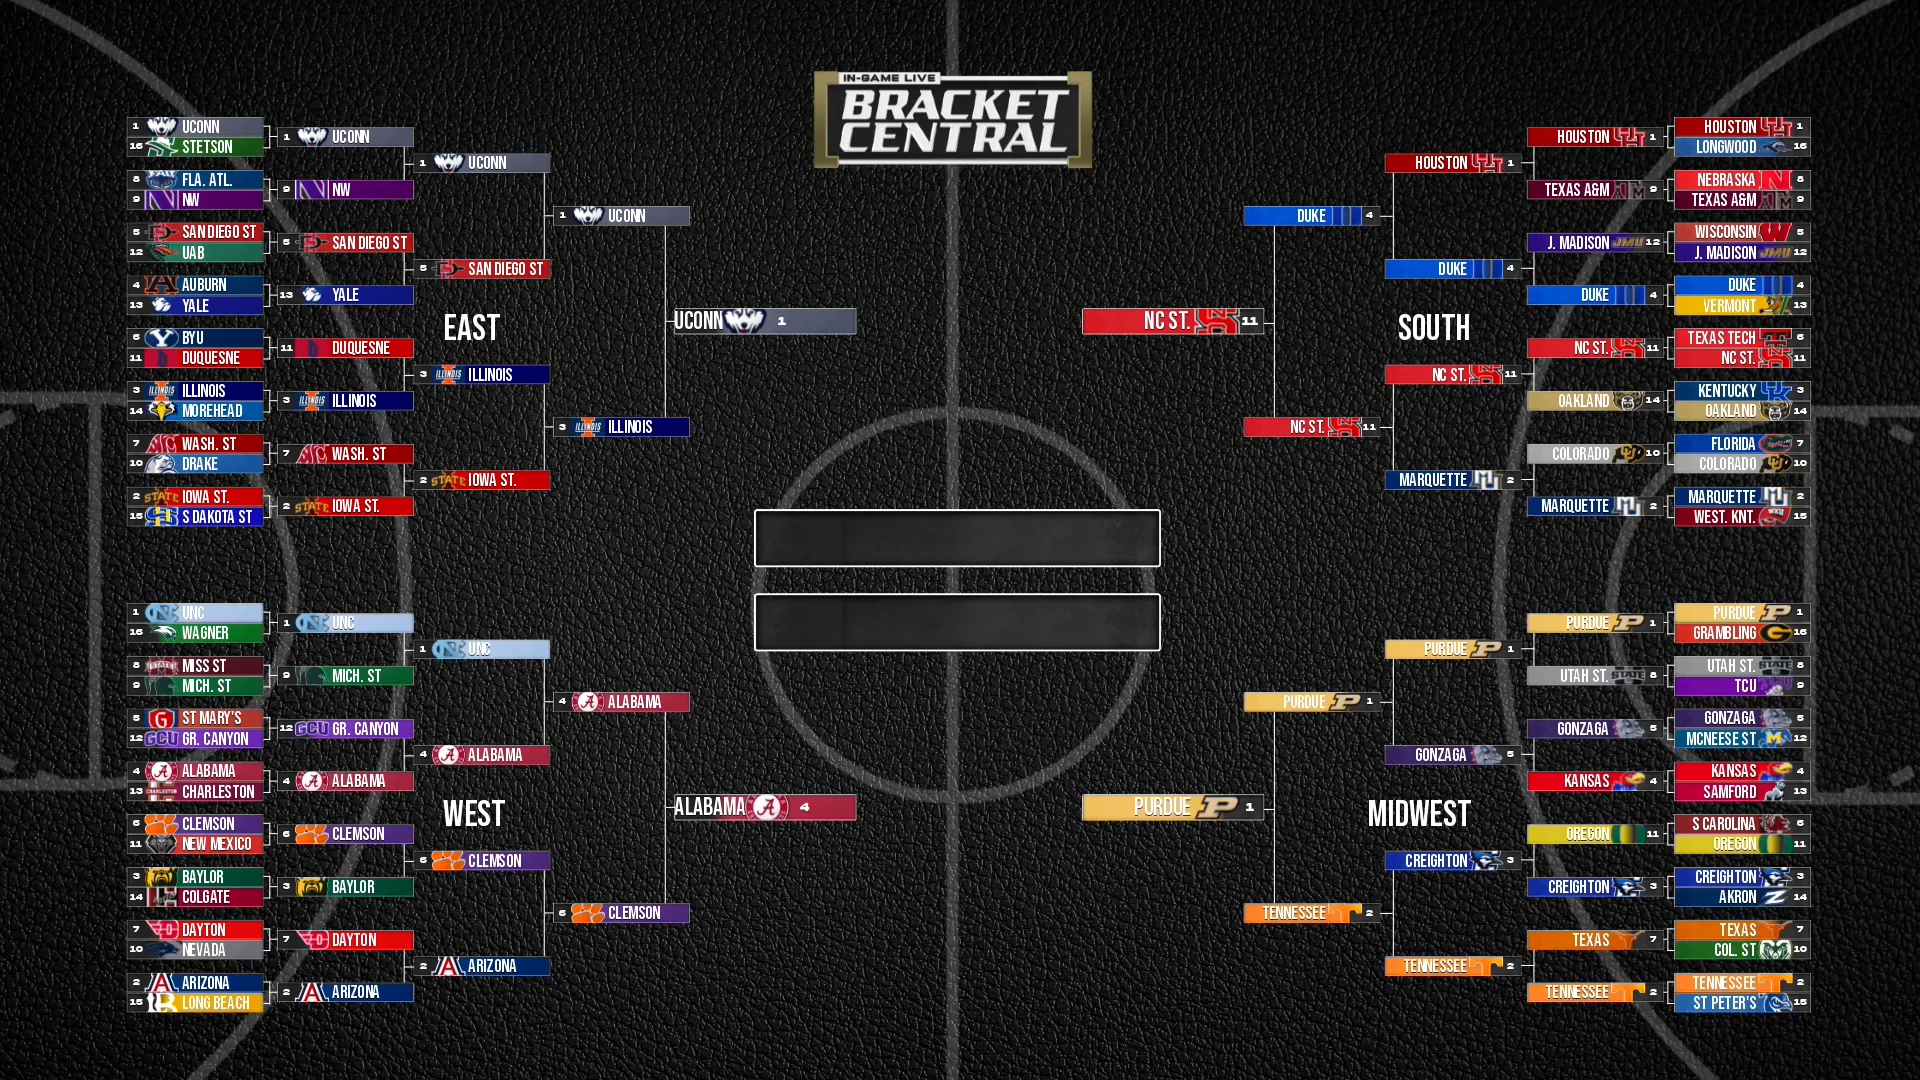 IN-GAME LIVE
BRACKET
CENTRAL
1 UCONN
16 STETSON
8 FLA. ATL.
9 NW
5 SAN DIEGO ST
12 UAB
4 AUBURN
13 YALE
6 BYU
11 DUQUESNE
3 ILLINOIS
14 MOREHEAD
7 WASH. ST
10 DRAKE
2 IOWA ST.
15 S DAKOTA ST
1 UCONN
9 NW
5 SAN DIEGO ST
13 YALE
11 DUQUESNE
3 ILLINOIS
7 WASH. ST
2 IOWA ST.
1 UCONN
5 SAN DIEGO ST
EAST
3 ILLINOIS
2 IOWA ST.
1 UCONN
3 ILLINOIS
UCONN 1
1 UNC
16 WAGNER
8 MISS ST
9 MICH. ST
5 ST MARY'S
12 GR. CANYON
4 ALABAMA
13 CHARLESTON
6 CLEMSON
11 NEW MEXICO
3 BAYLOR
14 COLGATE
7 DAYTON
10 NEVADA
2 ARIZONA
15 LONG BEACH
1 UNC
9 MICH. ST
12 GR. CANYON
4 ALABAMA
6 CLEMSON
3 BAYLOR
7 DAYTON
2 ARIZONA
1 UNC
4 ALABAMA
WEST
6 CLEMSON
2 ARIZONA
4 ALABAMA
6 CLEMSON
ALABAMA 4
NC ST. 11
DUKE 4
NC ST. 11
HOUSTON 1
DUKE 4
SOUTH
NC ST. 11
MARQUETTE 2
HOUSTON 1
TEXAS A&M 9
J. MADISON 12
DUKE 4
NC ST. 11
OAKLAND 14
COLORADO 10
MARQUETTE 2
HOUSTON 1
LONGWOOD 16
NEBRASKA 8
TEXAS A&M 9
WISCONSIN 5
J. MADISON 12
DUKE 4
VERMONT 13
TEXAS TECH 6
NC ST. 11
KENTUCKY 3
OAKLAND 14
FLORIDA 7
COLORADO 10
MARQUETTE 2
WEST. KNT. 15
PURDUE 1
PURDUE 1
TENNESSEE 2
PURDUE 1
GONZAGA 5
MIDWEST
CREIGHTON 3
TENNESSEE 2
PURDUE 1
UTAH ST. 8
GONZAGA 5
KANSAS 4
OREGON 11
CREIGHTON 3
TEXAS 7
TENNESSEE 2
PURDUE 1
GRAMBLING 16
UTAH ST. 8
TCU 9
GONZAGA 5
MCNEESE ST 12
KANSAS 4
SAMFORD 13
S CAROLINA 6
OREGON 11
CREIGHTON 3
AKRON 14
TEXAS 7
COL. ST 10
TENNESSEE 2
ST PETER'S 15